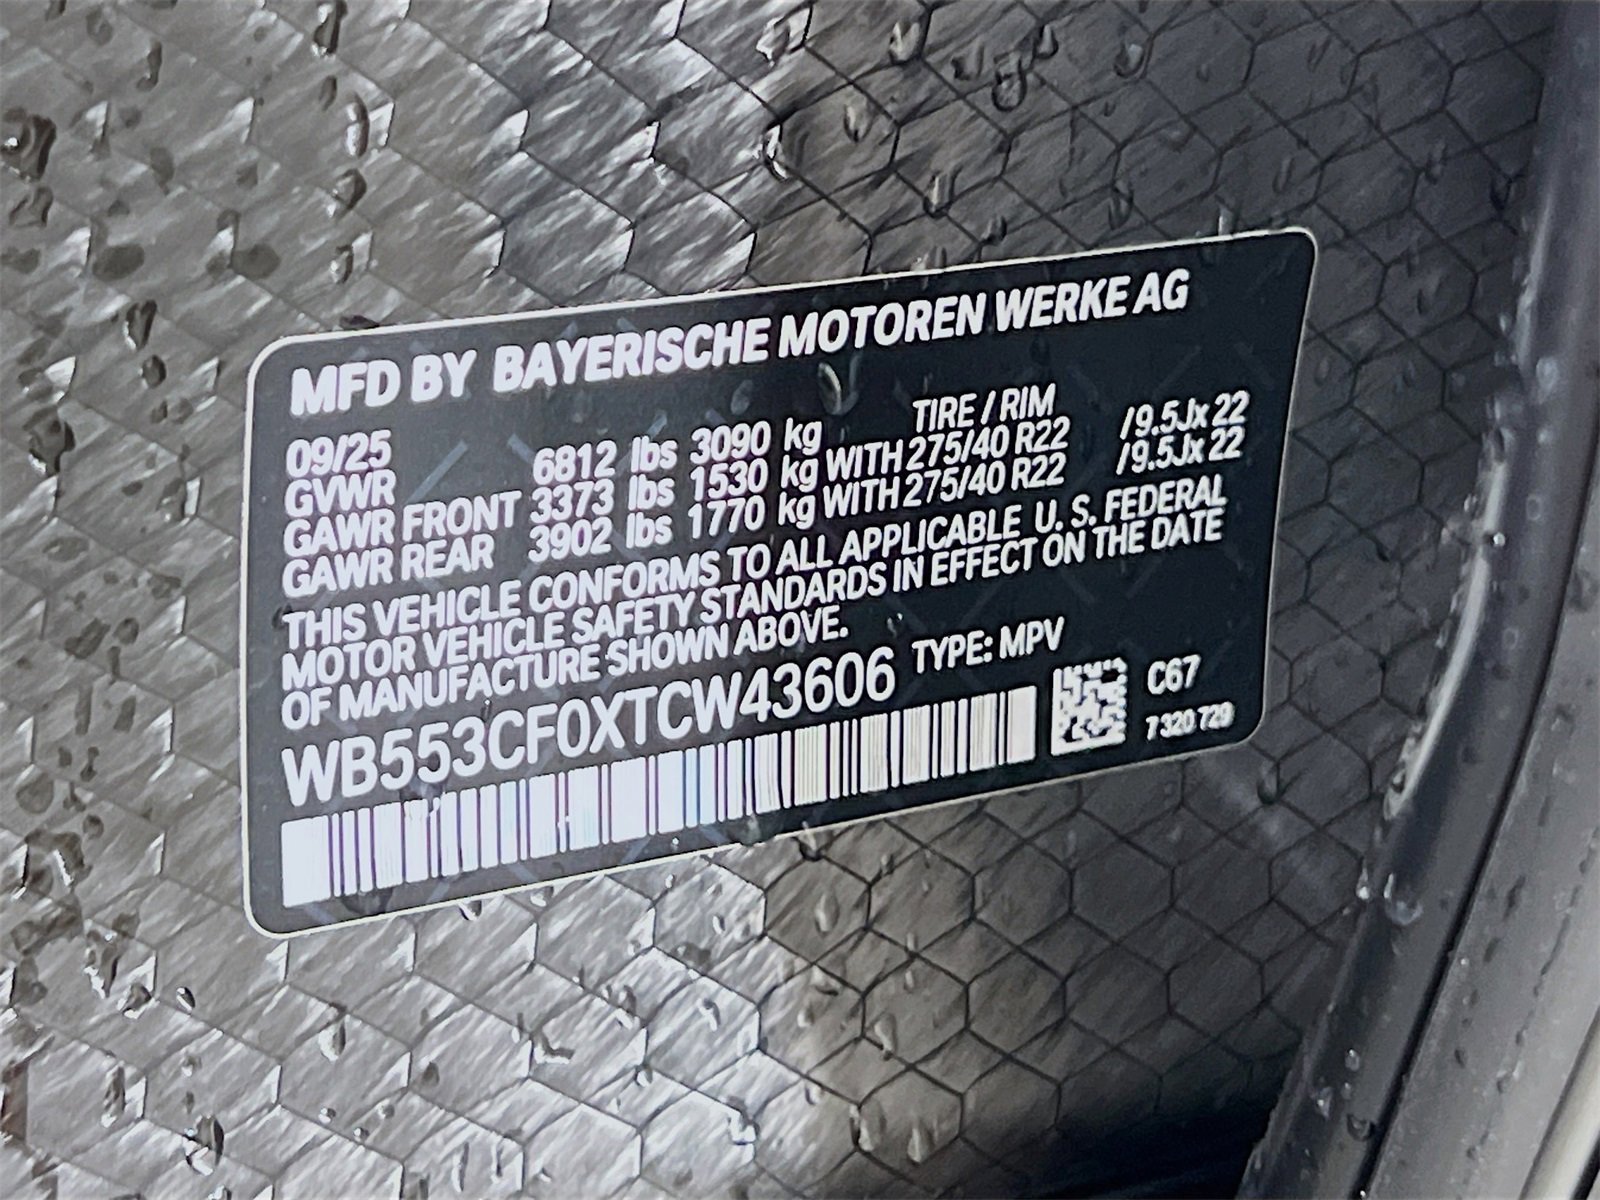 MFD BY BAYERISCHE MOTOREN WERKE AG
09/25 TIRE / RIM
GVWR 6812 lbs 3090 kg
GAWR FRONT 3373 lbs 1530 kg WITH 275/40 R22 /9.5Jx 22
GAWR REAR 3902 lbs 1770 kg WITH 275/40 R22 /9.5Jx 22
THIS VEHICLE CONFORMS TO ALL APPLICABLE U. S. FEDERAL
MOTOR VEHICLE SAFETY STANDARDS IN EFFECT ON THE DATE
OF MANUFACTURE SHOWN ABOVE.
WB553CF0XTCW43606 TYPE: MPV
C67
7 320 729